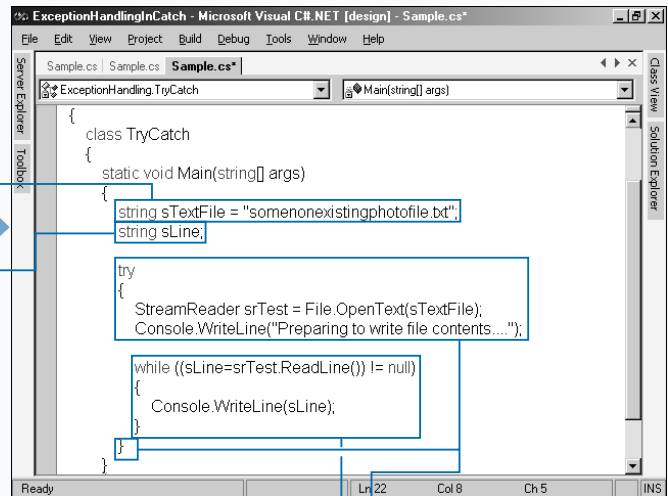 ExceptionHandlingInCatch - Microsoft Visual C#.NET [design] - Sample.cs*
File Edit View Project Build Debug Tools Window Help
Server Explorer
Toolbox
Sample.cs Sample.cs Sample.cs*
Class View
Solution Explorer
ExceptionHandling.TryCatch Main(string[] args)
{
class TryCatch
{
static void Main(string[] args)
{
string sTextFile = "somenonexistingphotofile.txt";
string sLine;
try
{
StreamReader srTest = File.OpenText(sTextFile);
Console.WriteLine("Preparing to write file contents....");
while ((sLine=srTest.ReadLine()) != null)
{
Console.WriteLine(sLine);
}
}
}
Ready Ln 22 Col 8 Ch 5 INS